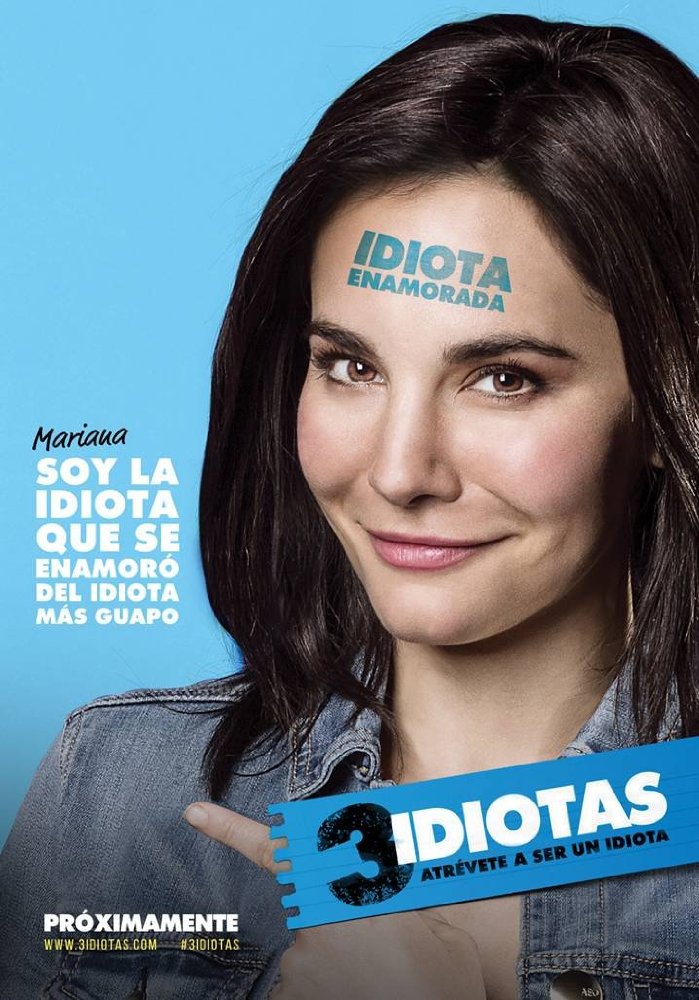 IDIOTA
ENAMORADA
Mariana
SOY LA
IDIOTA
QUE SE
ENAMORÓ
DEL IDIOTA
MÁS GUAPO
3IDIOTAS
ATRÉVETE A SER UN IDIOTA
PRÓXIMAMENTE
WWW.3IDIOTAS.COM #3IDIOTAS